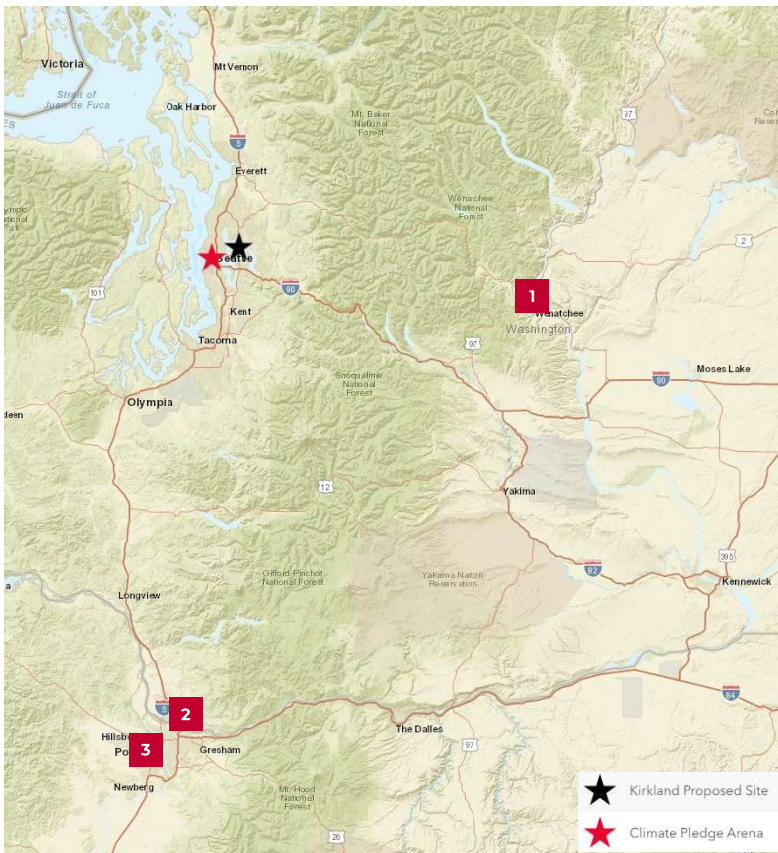 Victoria
Mt Vernon
Strait of
Juan de Fuca
Oak Harbor
Mt. Baker
National
Forest
97
5
Everett
Wenachee
National
Forest
2
101
90
1
Kent
Wenatchee
Washington
Tacoma
97
Moses Lake
90
Snoqualmie
National
Forest
Olympia
12
Yakima
395
82
Gifford Pinchot
National Forest
Yakama Nation
Reservation
Kennewick
Longview
84
5
2
3
Gresham
The Dalles
97
Newberg
Mt. Hood
National
Forest
26
Kirkland Proposed Site
Climate Pledge Arena